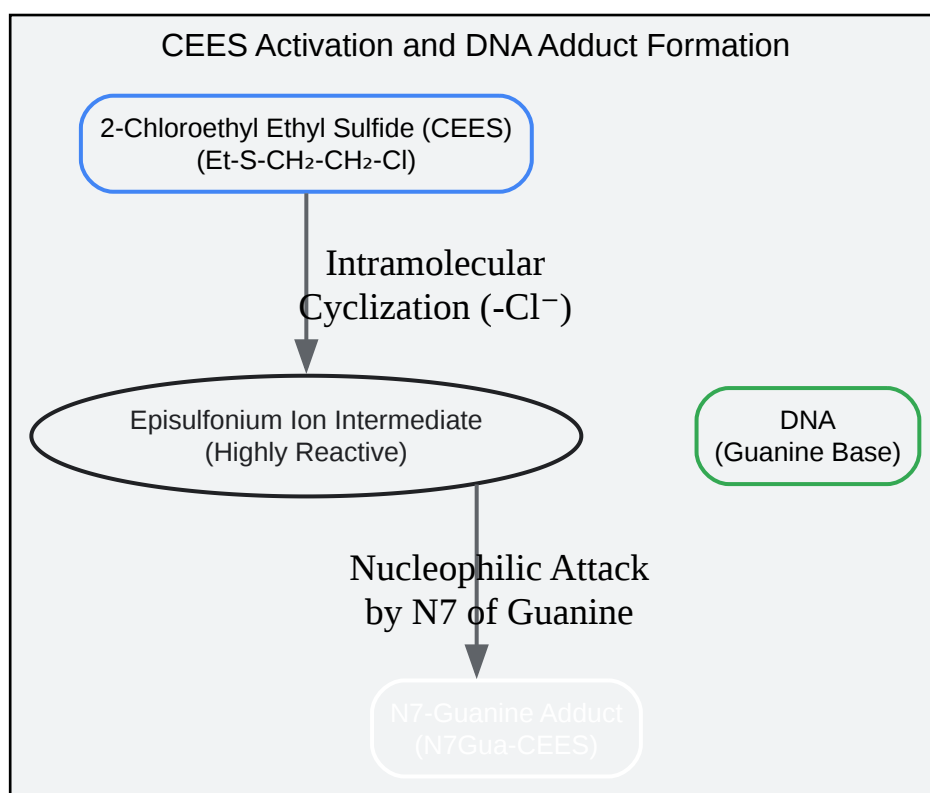 CEES Activation and DNA Adduct Formation
2-Chloroethyl Ethyl Sulfide (CEES)
(Et-S-CH₂-CH₂-Cl)
Intramolecular
Cyclization (-Cl⁻)
Episulfonium Ion Intermediate
(Highly Reactive)
DNA
(Guanine Base)
Nucleophilic Attack
by N7 of Guanine
N7-Guanine Adduct
(N7Gua-CEES)